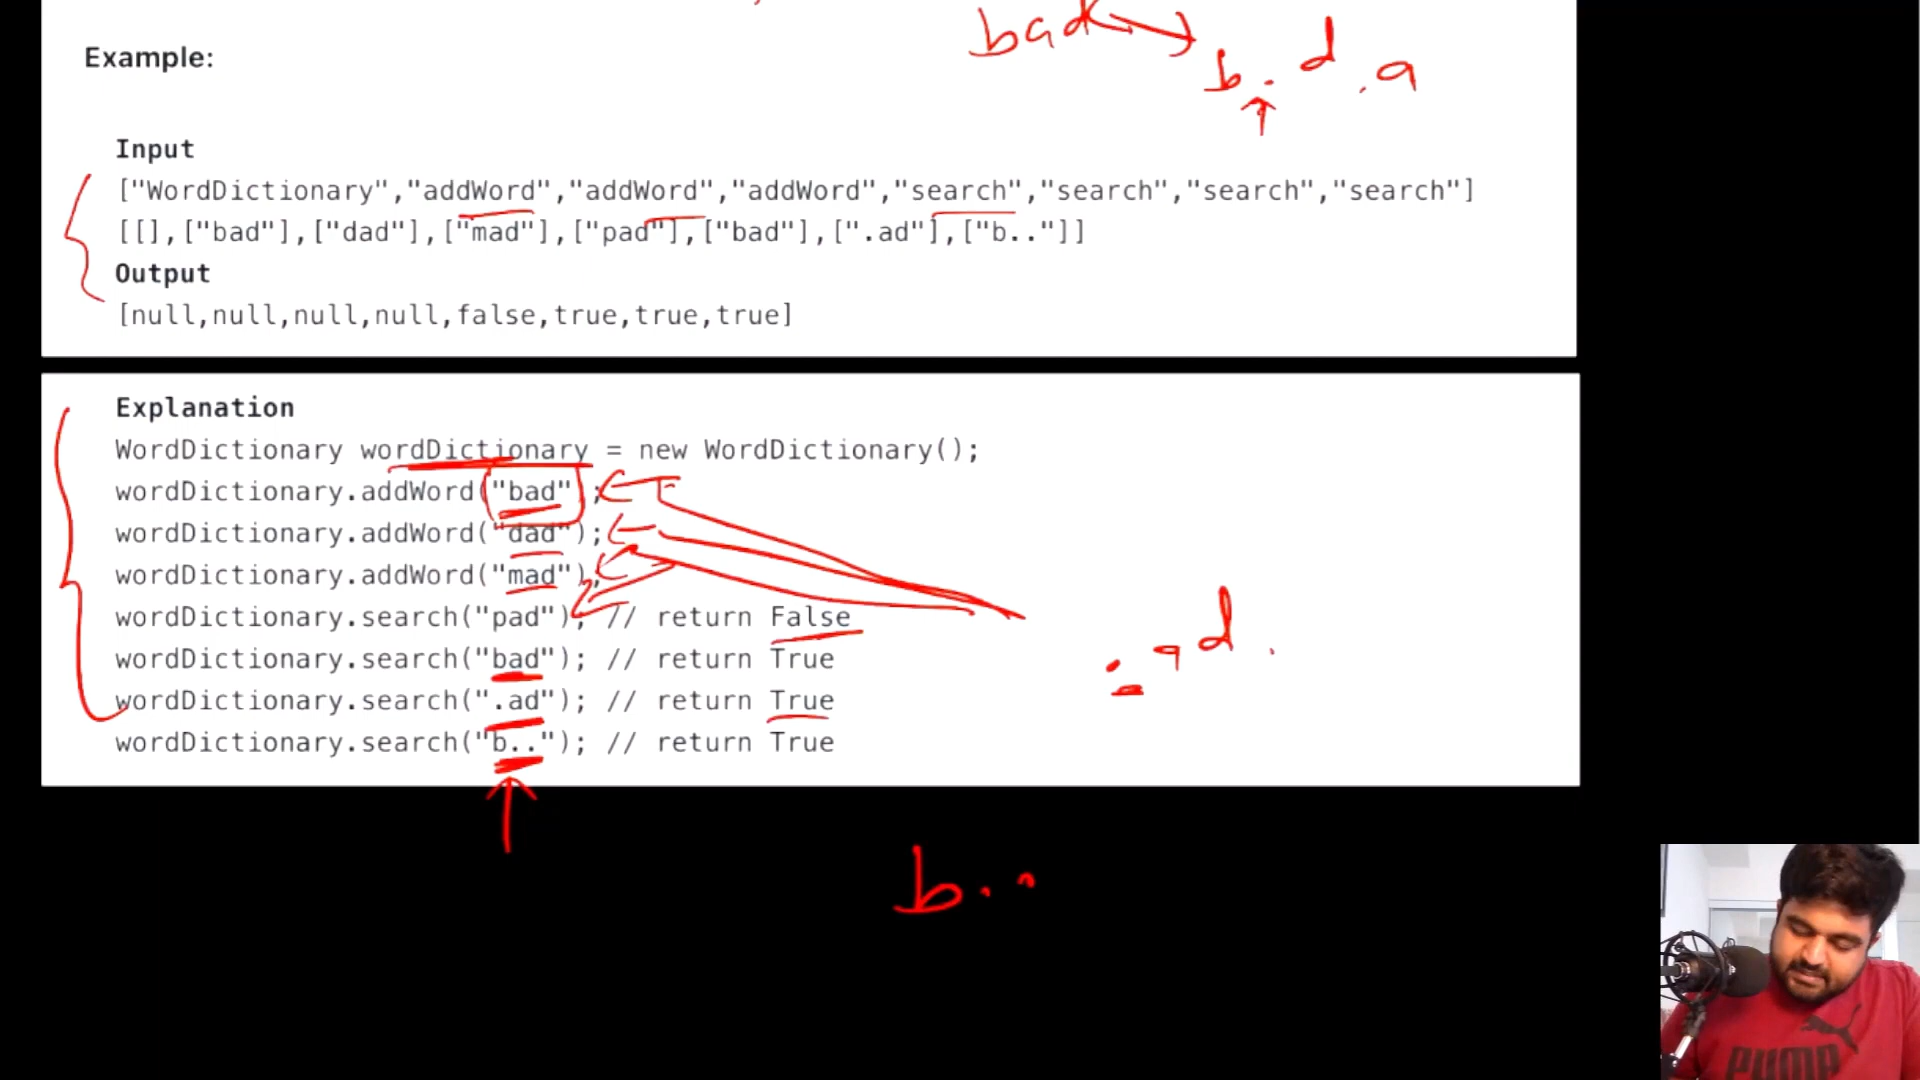 bad
b . d . a
Example:
Input
["WordDictionary","addWord","addWord","addWord","search","search","search","search"]
[[],["bad"],["dad"],["mad"],["pad"],["bad"],[".ad"],["b.."]]
Output
[null,null,null,null,false,true,true,true]
Explanation
WordDictionary wordDictionary = new WordDictionary();
wordDictionary.addWord("bad" ;
wordDictionary.addWord("dad");
wordDictionary.addWord("mad");
wordDictionary.search("pad"); // return False
wordDictionary.search("bad"); // return True
wordDictionary.search(".ad"); // return True
wordDictionary.search("b.."); // return True
. a d .
b . .
PUMA